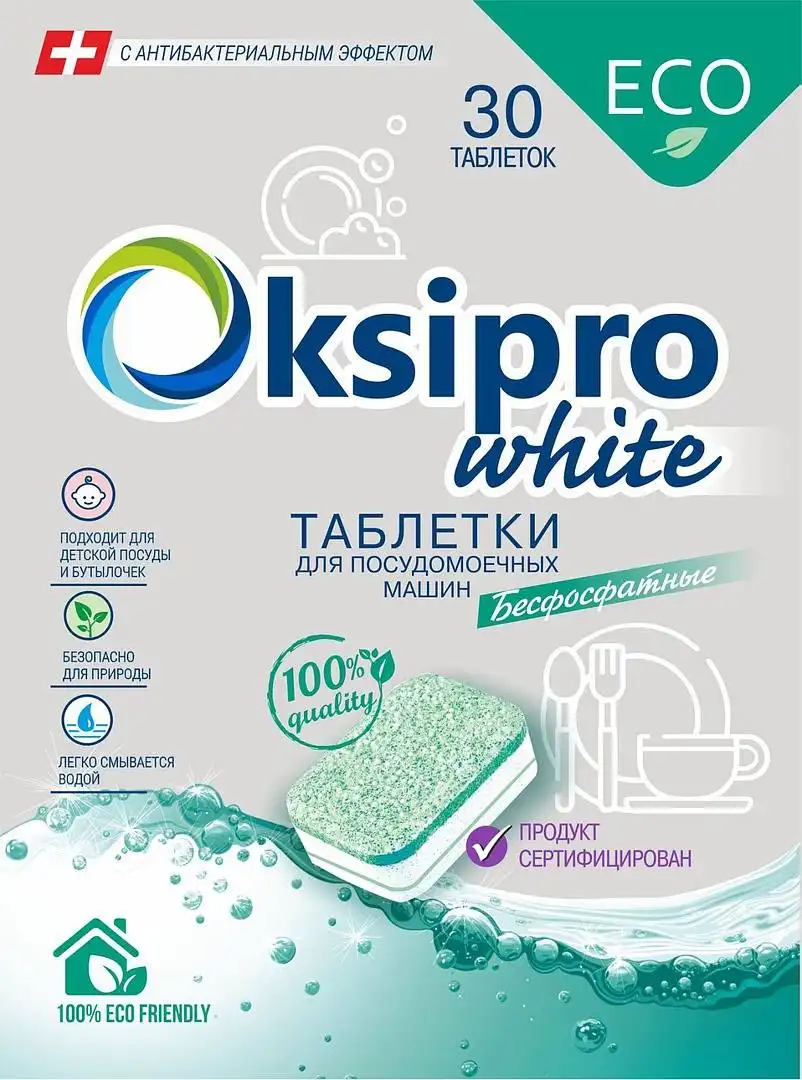 С АНТИБАКТЕРИАЛЬНЫМ ЭФФЕКТОМ
ECO
30
ТАБЛЕТОК
Oksipro
white
ТАБЛЕТКИ
ДЛЯ ПОСУДОМОЕЧНЫХ
МАШИН
Бесфосфатные
ПОДХОДИТ ДЛЯ
ДЕТСКОЙ ПОСУДЫ
И БУТЫЛОЧЕК
БЕЗОПАСНО
ДЛЯ ПРИРОДЫ
ЛЕГКО СМЫВАЕТСЯ
ВОДОЙ
100%
quality
ПРОДУКТ
СЕРТИФИЦИРОВАН
100% ECO FRIENDLY